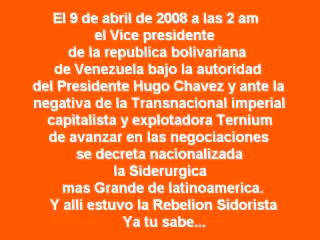 El 9 de abril de 2008 a las 2 am
el Vice presidente
de la republica bolivariana
de Venezuela bajo la autoridad
del Presidente Hugo Chavez y ante la
negativa de la Transnacional imperial
capitalista y explotadora Ternium
de avanzar en las negociaciones
se decreta nacionalizada
la Siderurgica
mas Grande de latinoamerica.
Y alli estuvo la Rebelion Sidorista
Ya tu sabe...